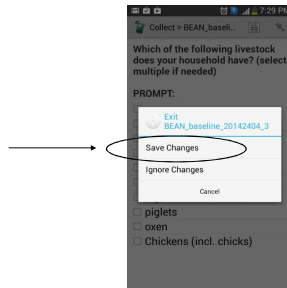 7:29 PM
Collect > BEAN_baseli...
Which of the following livestock
does your household have? (select
multiple if needed)
PROMPT:
Exit
BEAN_baseline_20142404_3
Save Changes
Ignore Changes
Cancel
piglets
oxen
Chickens (incl. chicks)